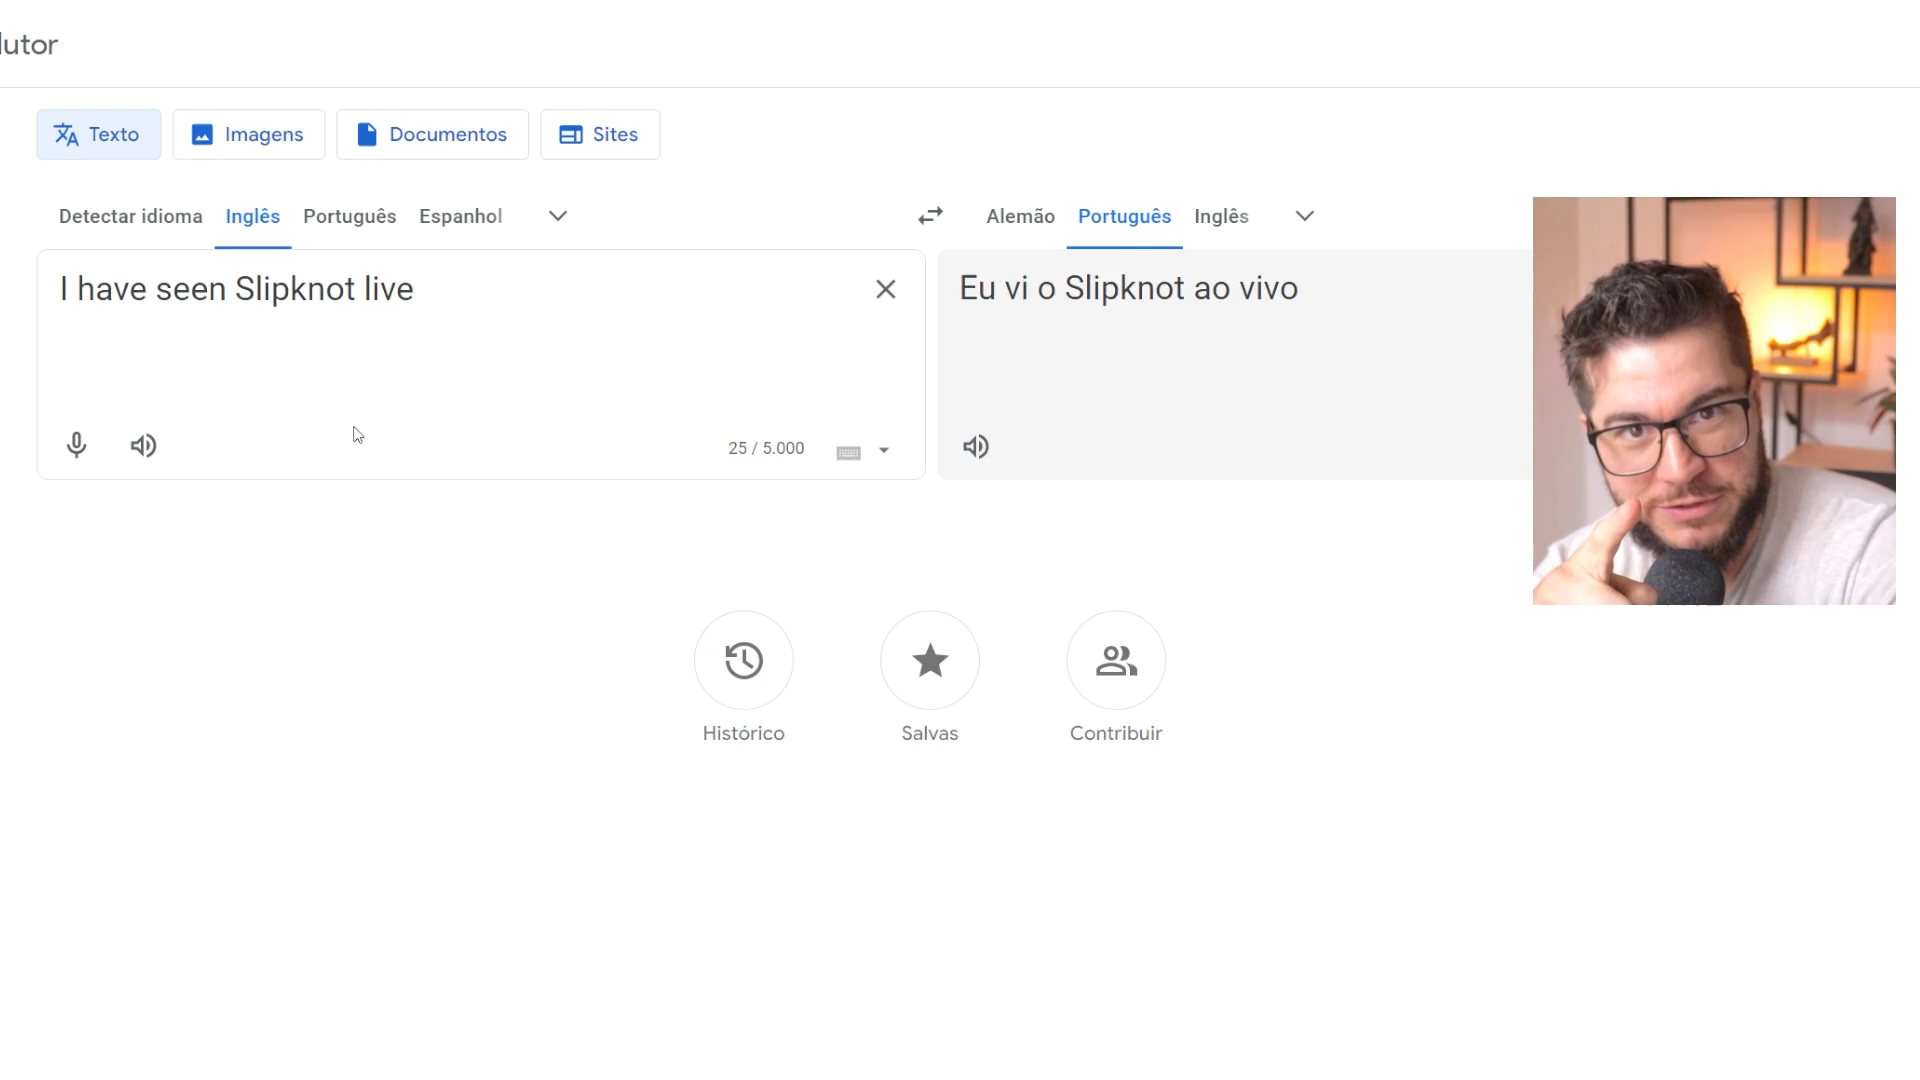 lutor
Texto
Imagens
Documentos
Sites
Detectar idioma Inglês Português Espanhol
Alemão Português Inglês
I have seen Slipknot live
Eu vi o Slipknot ao vivo
25 / 5.000
Histórico
Salvas
Contribuir